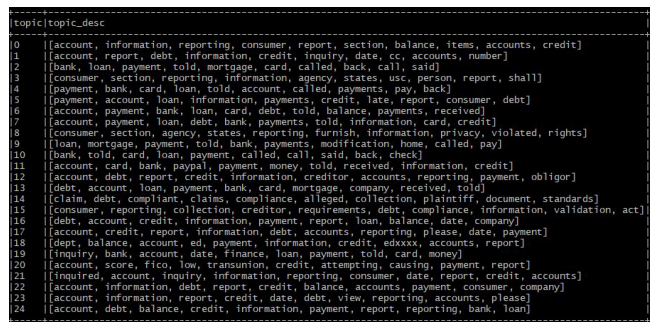 |topic|topic_desc|
|0 |[account, information, reporting, consumer, report, section, balance, items, accounts, credit]
|1 |[account, report, debt, information, credit, inquiry, date, cc, accounts, number]
|2 |[bank, loan, payment, told, mortgage, card, called, back, call, said]
|3 |[consumer, section, reporting, information, agency, states, usc, person, report, shall]
|4 |[payment, bank, card, loan, told, account, called, payments, pay, back]
|5 |[payment, account, loan, information, payments, credit, late, report, consumer, debt]
|6 |[account, payment, bank, loan, card, debt, told, balance, payments, received]
|7 |[account, payment, loan, debt, bank, payments, told, information, card, credit]
|8 |[consumer, section, agency, states, reporting, furnish, information, privacy, violated, rights]
|9 |[loan, mortgage, payment, told, bank, payments, modification, home, called, pay]
|10 |[bank, told, card, loan, payment, called, call, said, back, check]
|11 |[account, card, bank, paypal, payment, money, told, received, information, credit]
|12 |[account, debt, report, credit, information, creditor, accounts, reporting, payment, obligor]
|13 |[debt, account, loan, payment, bank, card, mortgage, company, received, told]
|14 |[claim, debt, compliant, claims, compliance, alleged, collection, plaintiff, document, standards]
|15 |[consumer, reporting, collection, creditor, requirements, debt, compliance, information, validation, act]
|16 |[debt, account, credit, information, payment, report, loan, balance, date, company]
|17 |[account, credit, report, information, debt, accounts, reporting, please, date, payment]
|18 |[dept, balance, account, ed, payment, information, credit, edxxxx, accounts, report]
|19 |[inquiry, bank, account, date, finance, loan, payment, told, card, money]
|20 |[account, score, fico, low, transunion, credit, attempting, causing, payment, report]
|21 |[inquired, account, inquiry, information, reporting, consumer, date, report, credit, accounts]
|22 |[account, information, debt, report, credit, balance, accounts, payment, consumer, company]
|23 |[account, information, report, credit, date, debt, view, reporting, accounts, please]
|24 |[account, debt, balance, credit, information, payment, report, reporting, bank, loan]